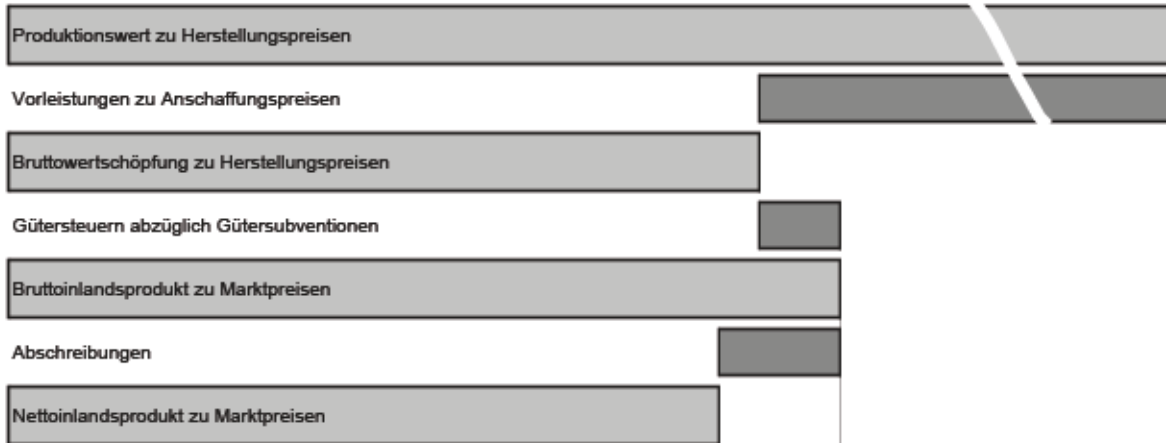 Produktionswert zu Herstellungspreisen
Vorleistungen zu Anschaffungspreisen
Bruttowertschöpfung zu Herstellungspreisen
Gütersteuern abzüglich Gütersubventionen
Bruttoinlandsprodukt zu Marktpreisen
Abschreibungen
Nettoinlandsprodukt zu Marktpreisen